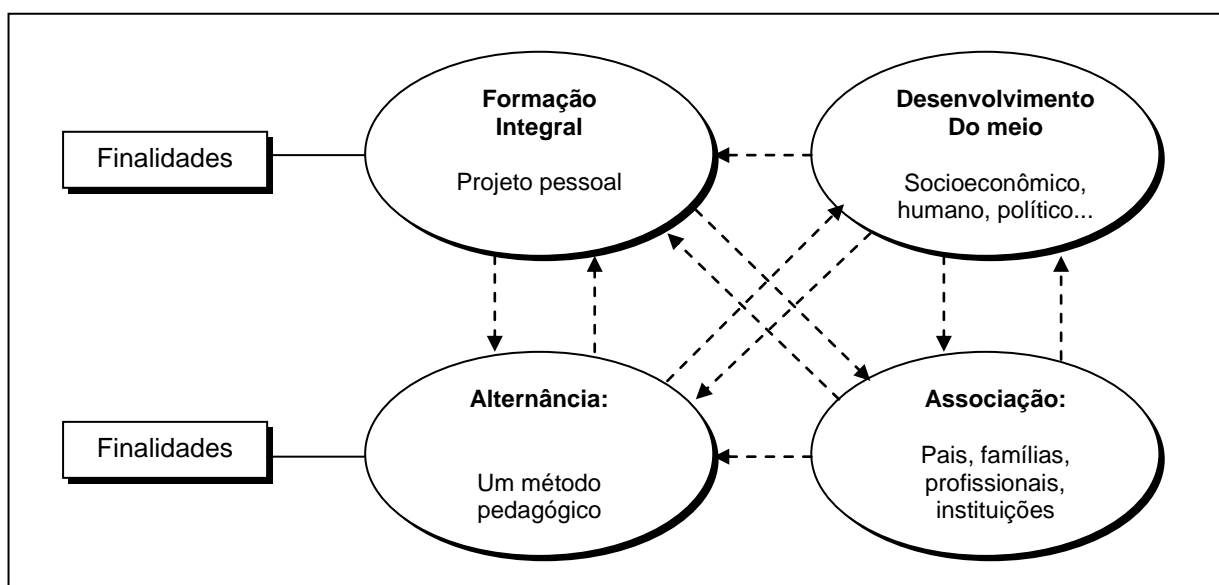 Formação
Integral
Projeto pessoal
Desenvolvimento
Do meio
Socioeconômico,
humano, político...
Finalidades
Alternância:
Um método
pedagógico
Associação:
Pais, famílias,
profissionais,
instituições
Finalidades